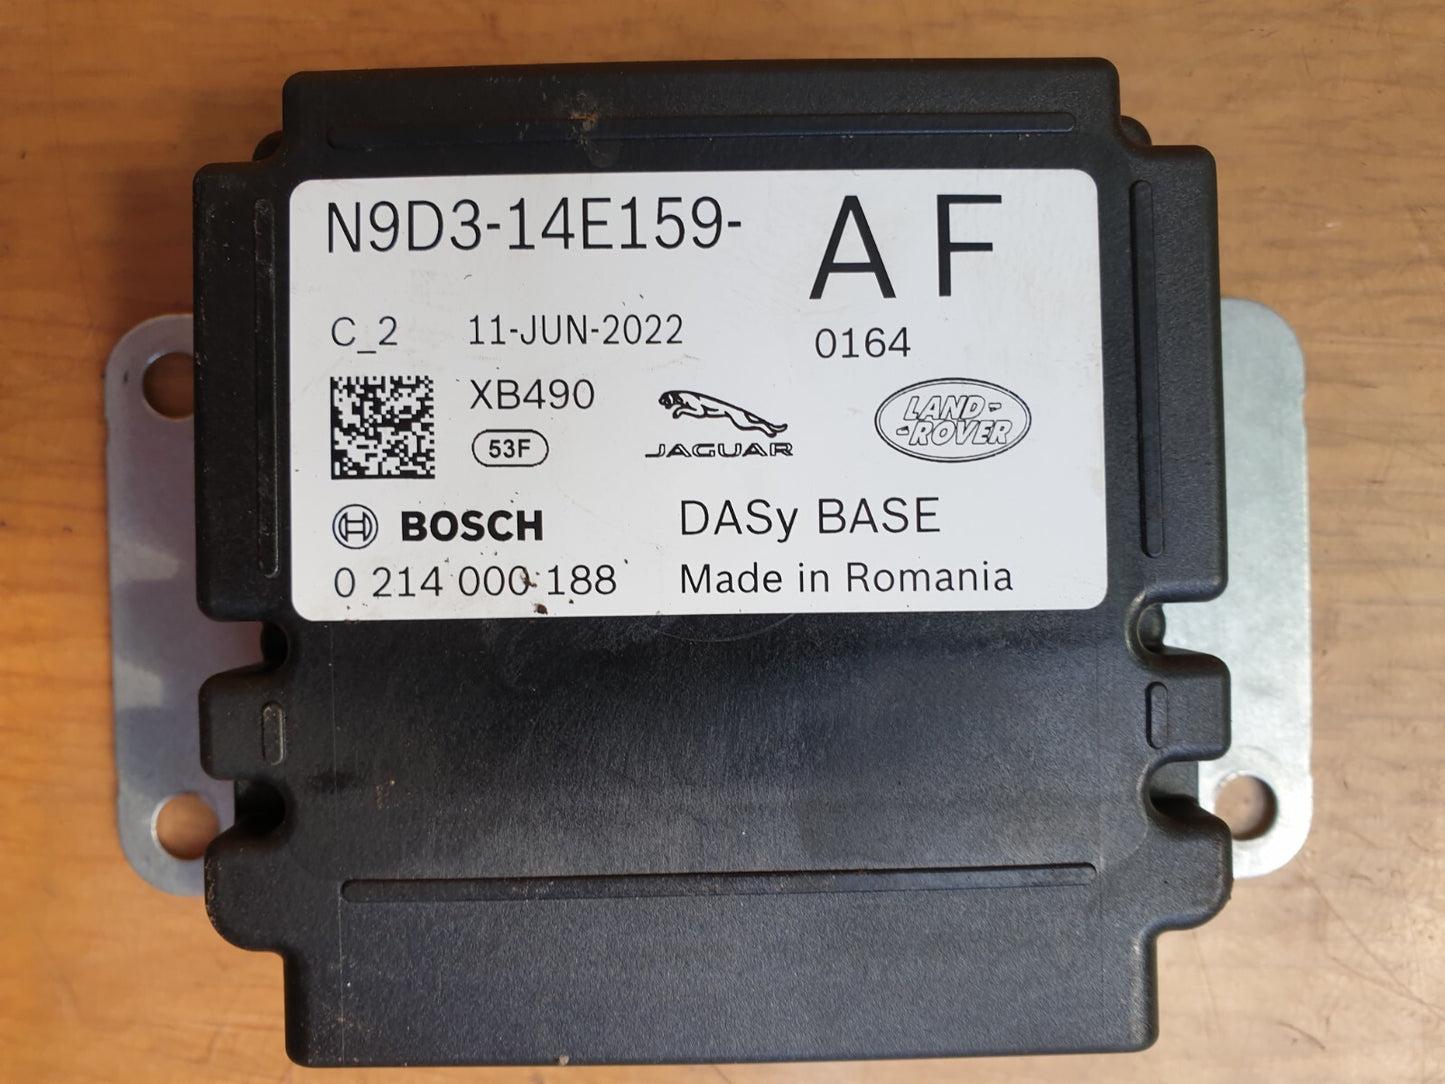 N9D3-14E159- AF
C_2 11-JUN-2022 0164
XB490
53F
JAGUAR
LAND-
-ROVER
BOSCH DASy BASE
0 214 000 188 Made in Romania